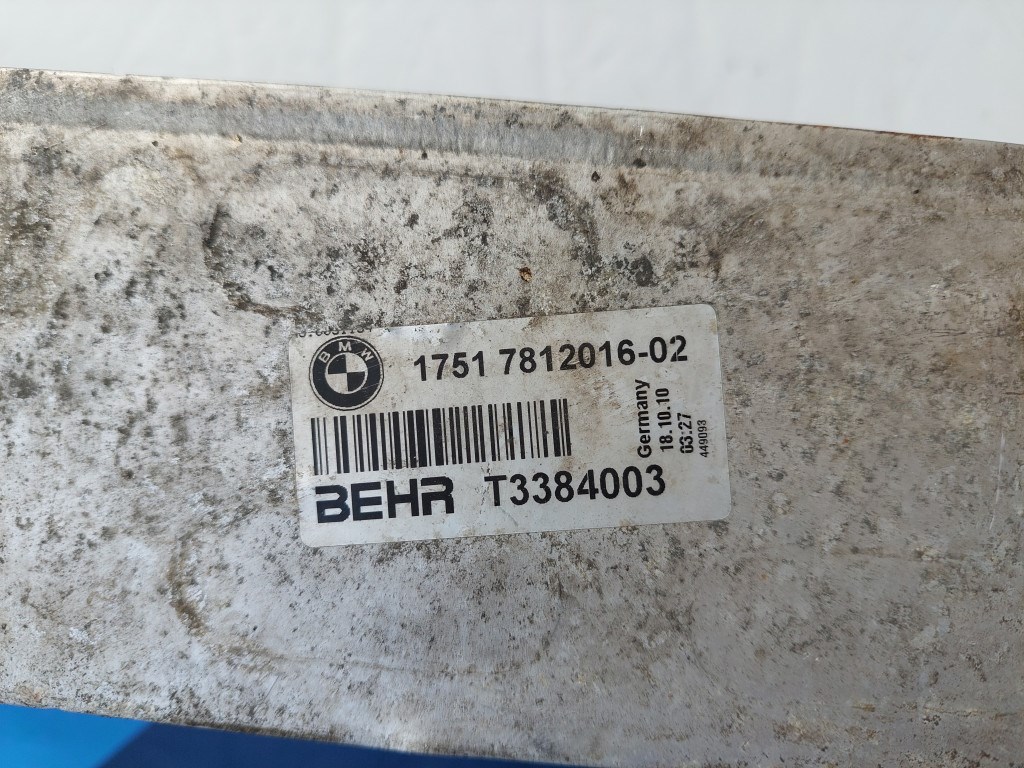 BMW
1751 7812016-02
Germany
18.10.10
03:27
449093
BEHR T3384003